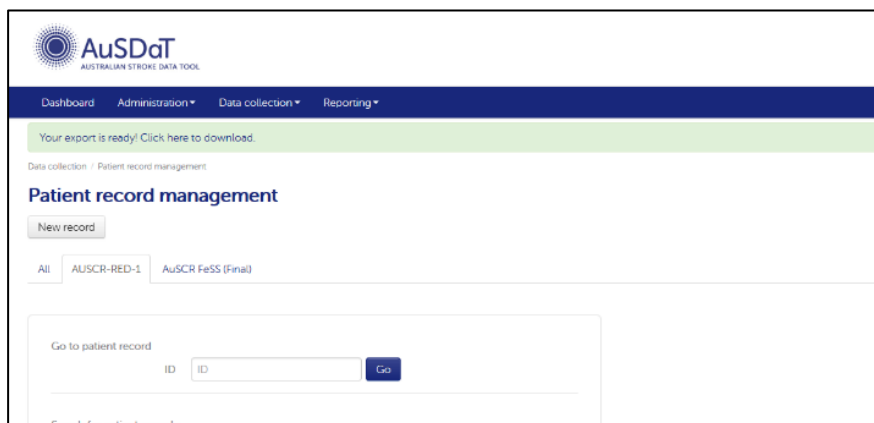 AuSDaT
AUSTRALIAN STROKE DATA TOOL
Dashboard Administration Data collection Reporting
Your export is ready! Click here to download.
Data collection / Patient record management
Patient record management
New record
All AUSCR-RED-1 AuSCR FeSS (Final)
Go to patient record
ID ID Go